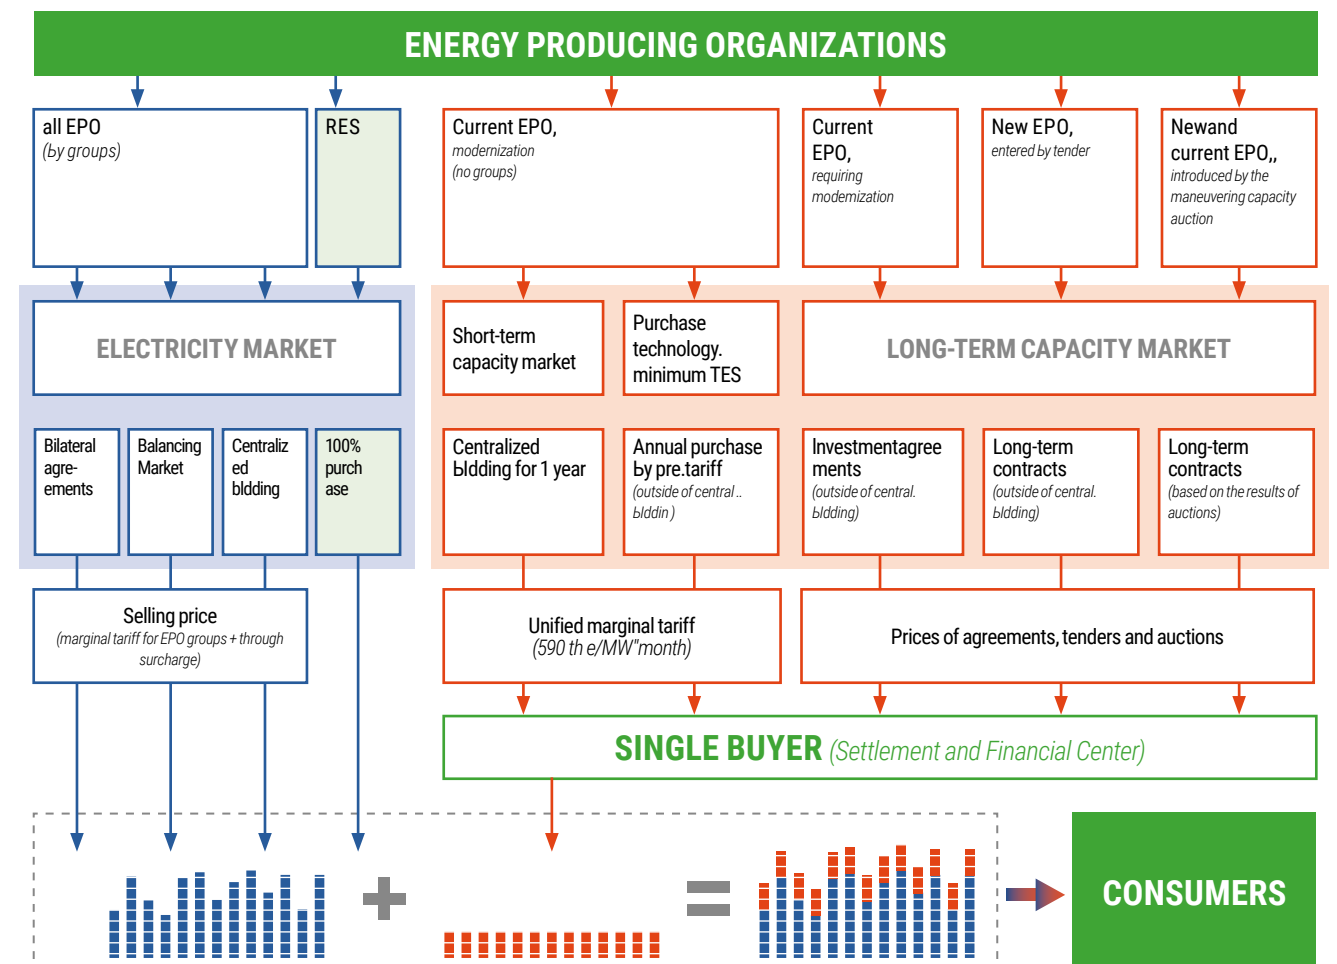 ENERGY PRODUCING ORGANIZATIONS
all EPO
(by groups)
RES
Current EPO,
modernization
(no groups)
Current
EPO,
requiring
modemization
New EPO,
entered by tender
Newand
current EPO,,
introduced by the
maneuvering capacity
auction
ELECTRICITY MARKET
Short-term
capacity market
Purchase
technology.
minimum TES
LONG-TERM CAPACITY MARKET
Bilateral
agre-
ements
Balancing
Market
Centraliz
ed
bldding
100%
purch
ase
Centralized
bldding for 1 year
Annual purchase
by pre.tariff
(outside of central ..
blddin )
Investmentagree
ments
(outside of central.
bldding)
Long-term
contracts
(outside of central.
bldding)
Long-term
contracts
(based on the results of
auctions)
Selling price
(marginal tariff for EPO groups + through
surcharge)
Unified marginal tariff
(590 th e/MW"month)
Prices of agreements, tenders and auctions
SINGLE BUYER (Settlement and Financial Center)
CONSUMERS